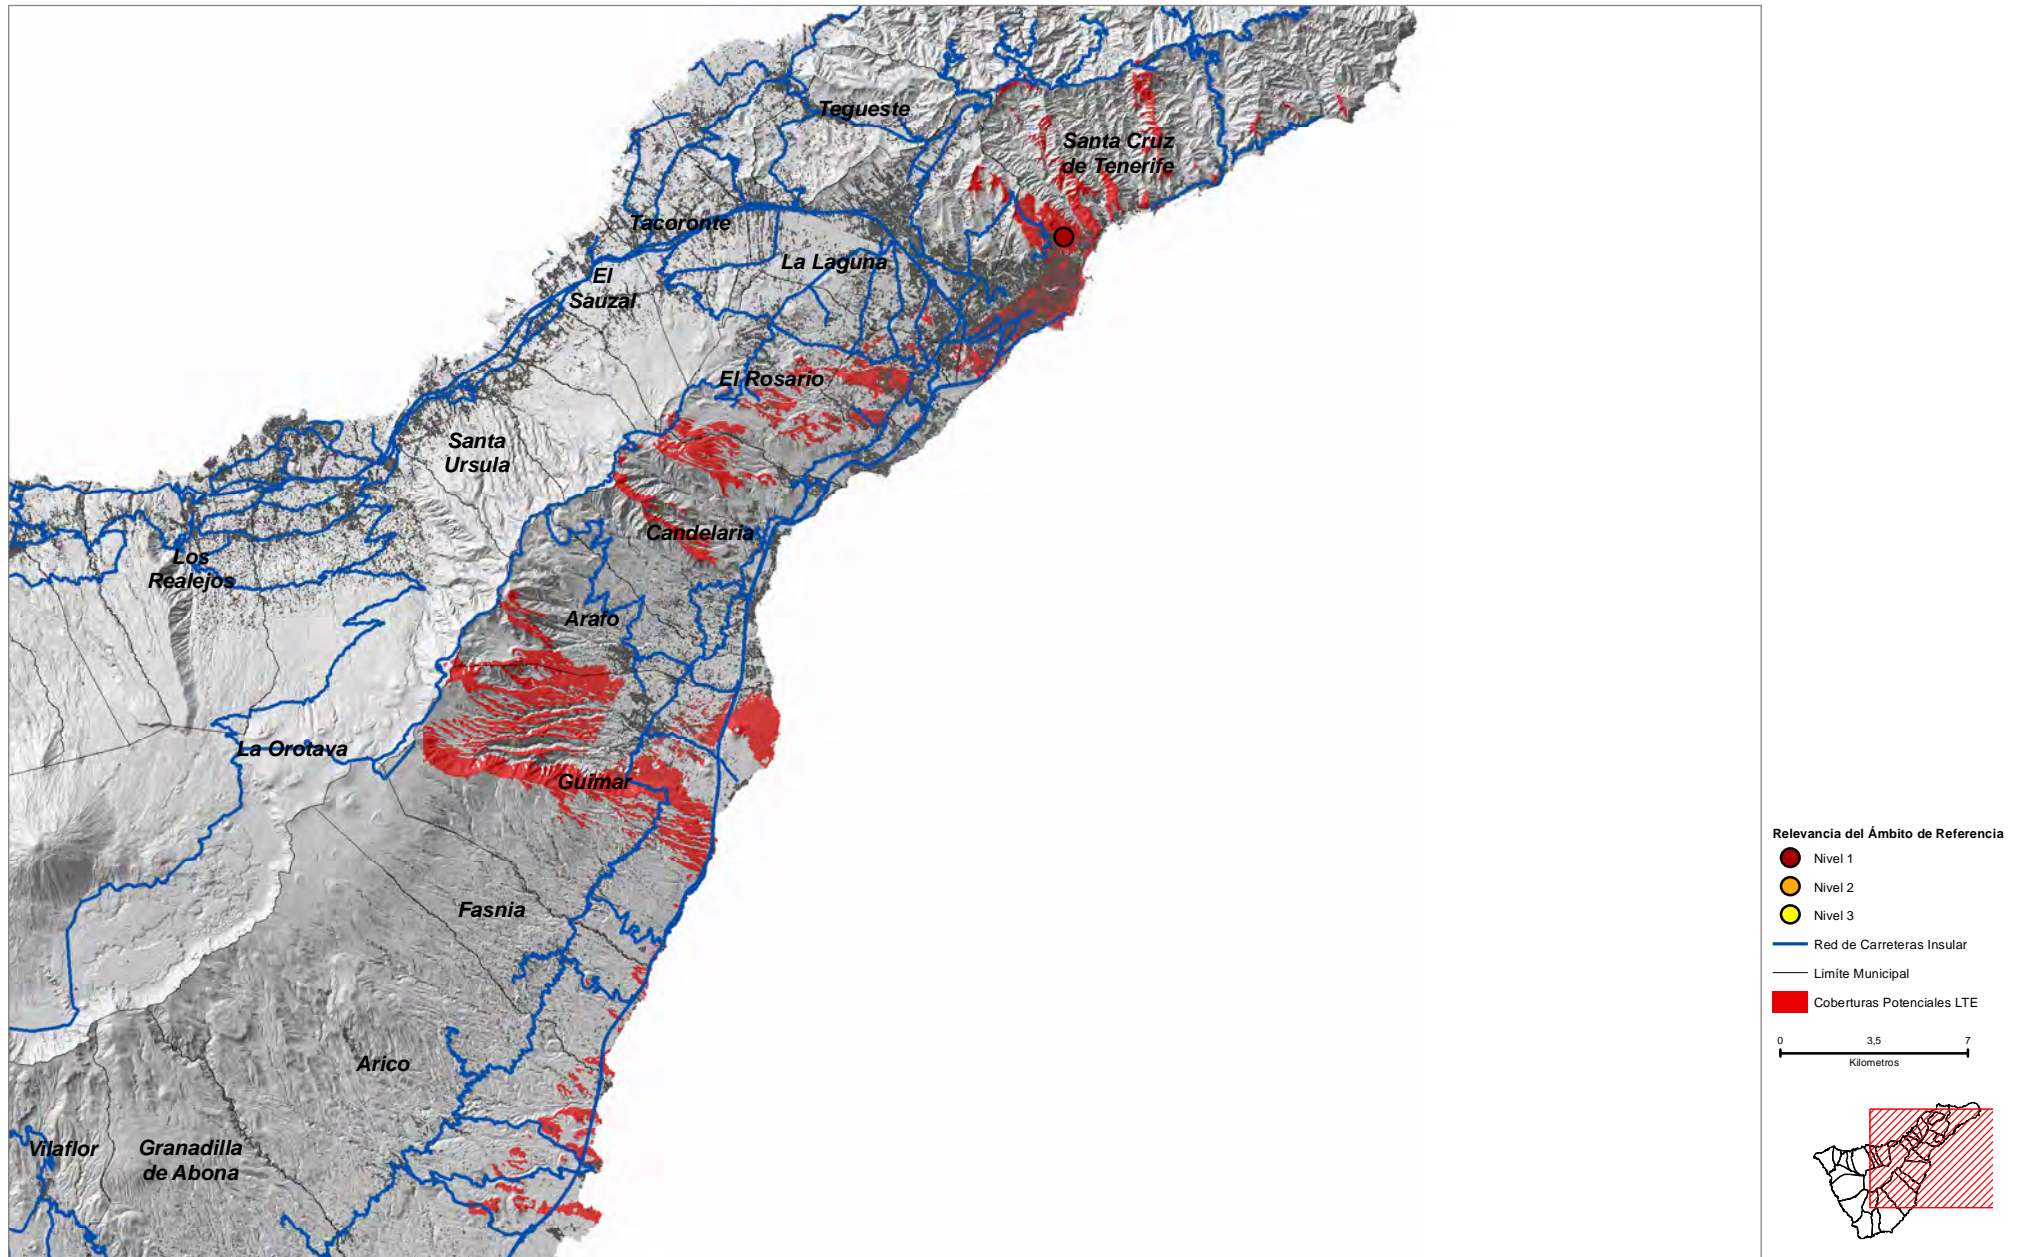 Tegueste
Santa Cruz
de Tenerife
Tacoronte
La Laguna
El
Sauzal
El Rosario
Santa
Ursula
Candelaria
Los
Realejos
Arafo
La Orotava
Guimar
Fasnia
Arico
Vilaflor
Granadilla
de Abona
Relevancia del Ámbito de Referencia
Nivel 1
Nivel 2
Nivel 3
Red de Carreteras Insular
Limíte Municipal
Coberturas Potenciales LTE
0 3,5 7
Kilometros